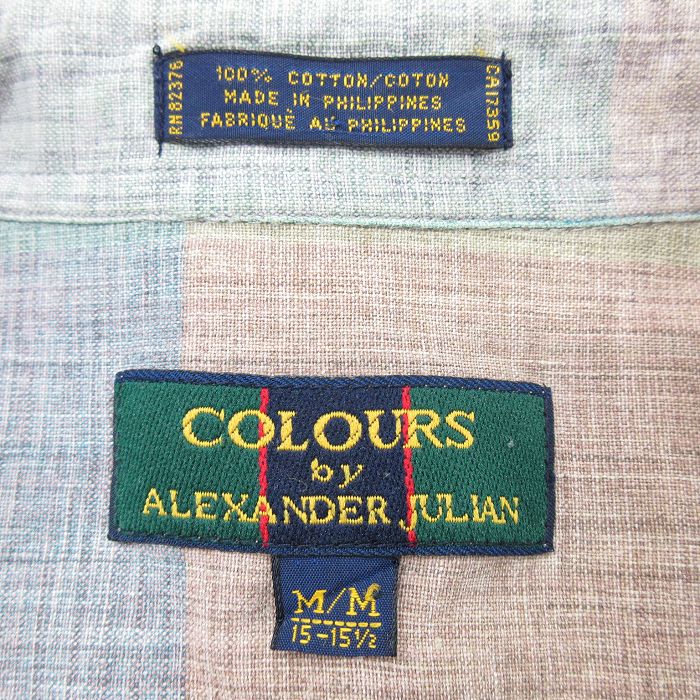 RN 82376
100% COTTON/COTON
MADE IN PHILIPPINES
FABRIQUÉ AU PHILIPPINES
CA17359
COLOURS
by
ALEXANDER JULIAN
M/M
15-15½